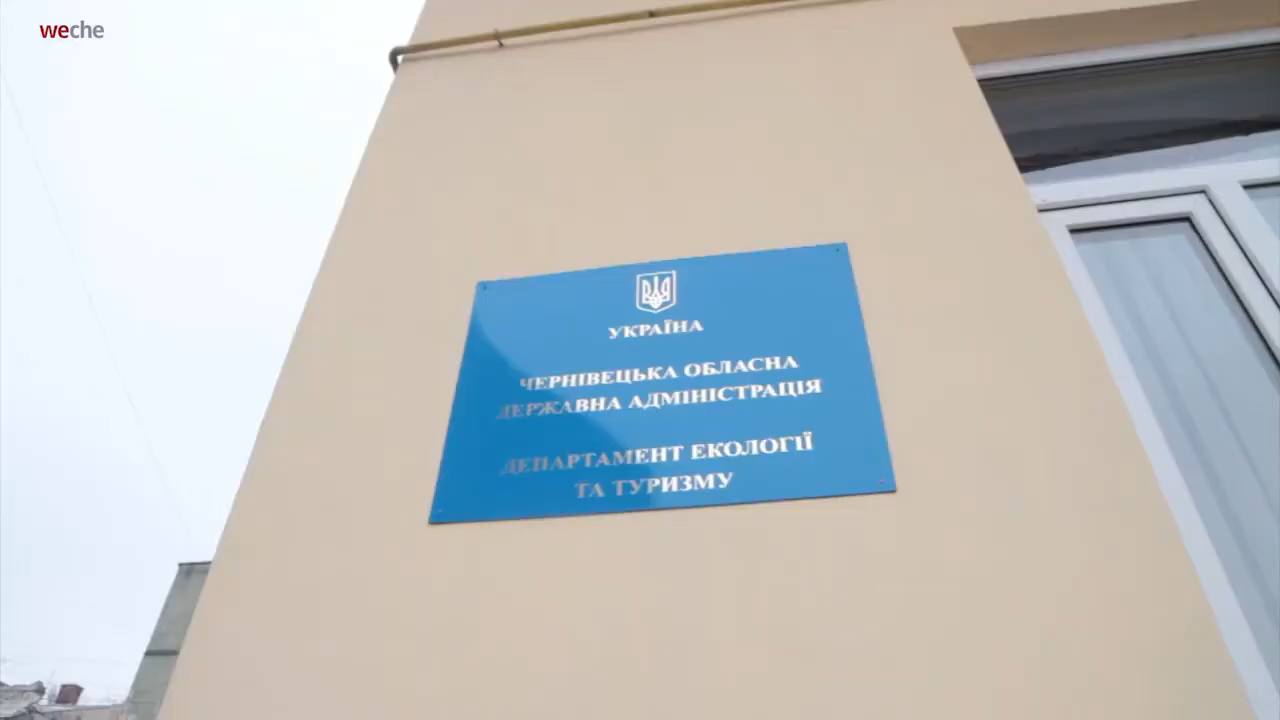 weche
УКРАЇНА
ЧЕРНІВЕЦЬКА ОБЛАСНА
ДЕРЖАВНА АДМІНІСТРАЦІЯ
ДЕПАРТАМЕНТ ЕКОЛОГІЇ
ТА ТУРИЗМУ